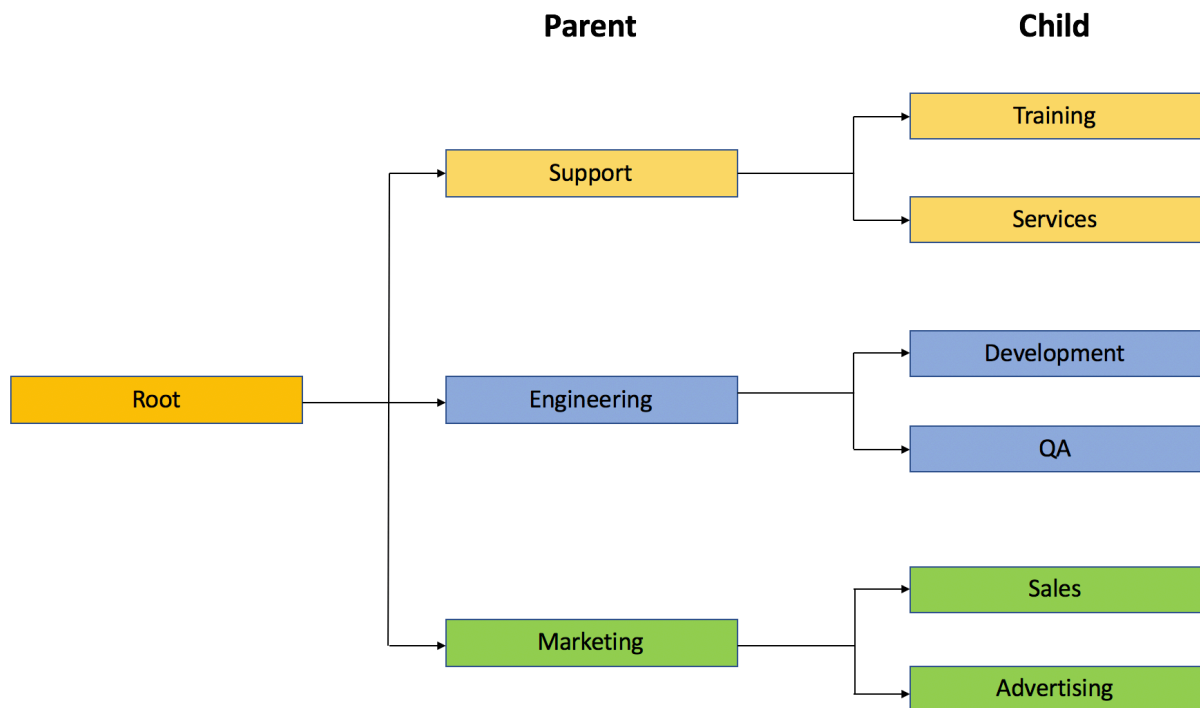 Parent
Child
Training
Support
Services
Development
Root
Engineering
QA
Sales
Marketing
Advertising